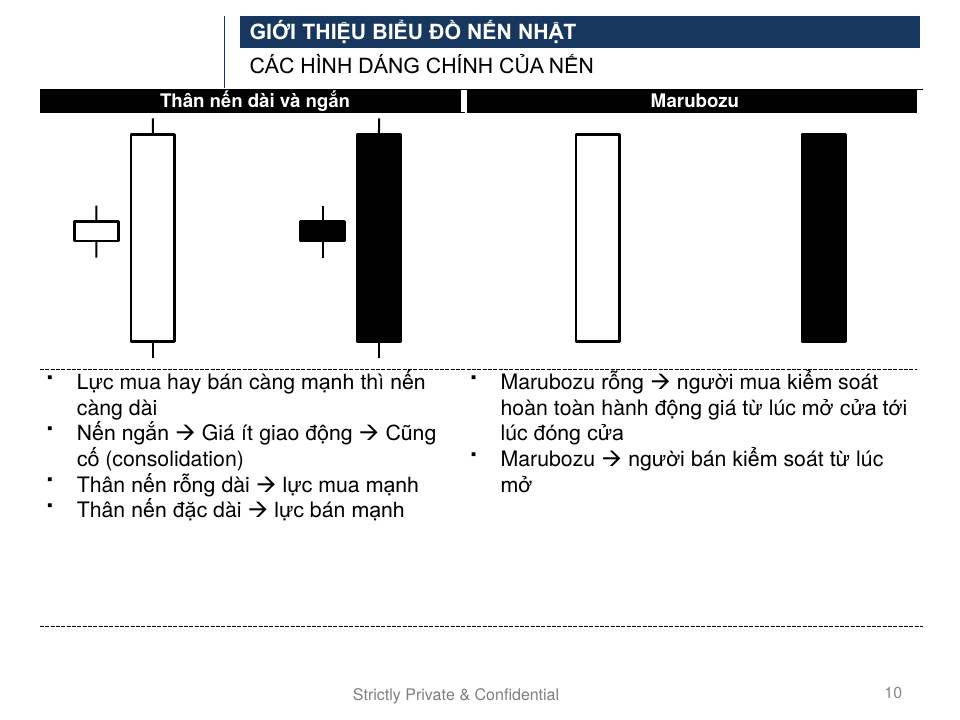 GIỚI THIỆU BIỂU ĐỒ NẾN NHẬT
CÁC HÌNH DÁNG CHÍNH CỦA NẾN
Thân nến dài và ngắn
Marubozu
▪ Lực mua hay bán càng mạnh thì nến
càng dài
▪ Nến ngắn → Giá ít giao động → Cũng
cố (consolidation)
▪ Thân nến rỗng dài → lực mua mạnh
▪ Thân nến đặc dài → lực bán mạnh
▪ Marubozu rỗng → người mua kiểm soát
hoàn toàn hành động giá từ lúc mở cửa tới
lúc đóng cửa
▪ Marubozu → người bán kiểm soát từ lúc
mở
Strictly Private & Confidential
10